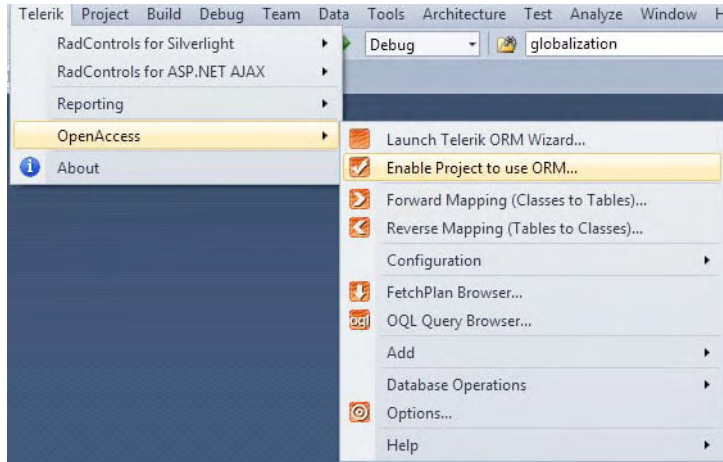 Telerik Project Build Debug Team Data Tools Architecture Test Analyze Window
RadControls for Silverlight
Debug
globalization
RadControls for ASP.NET AJAX
Reporting
OpenAccess
About
Launch Telerik ORM Wizard...
Enable Project to use ORM...
Forward Mapping (Classes to Tables)...
Reverse Mapping (Tables to Classes)...
Configuration
FetchPlan Browser...
oql OQL Query Browser...
Add
Database Operations
Options...
Help